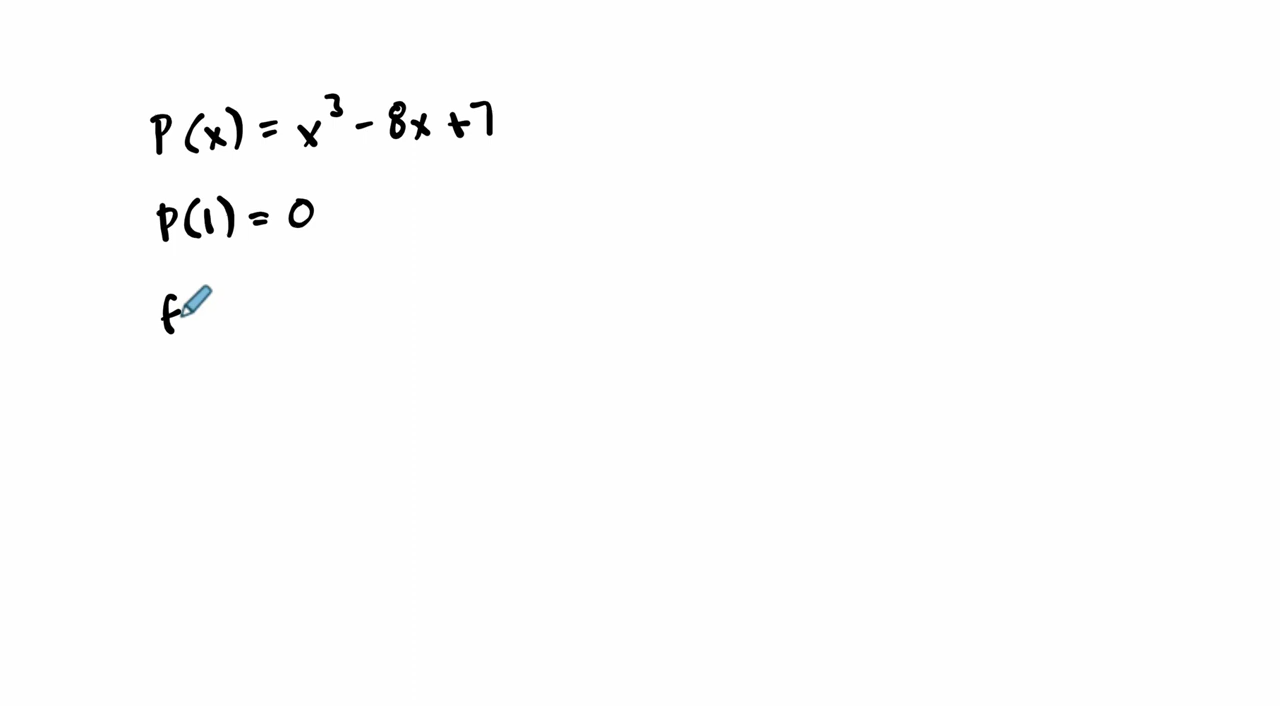 P(x) = x³ - 8x + 7
P(1) = 0
f